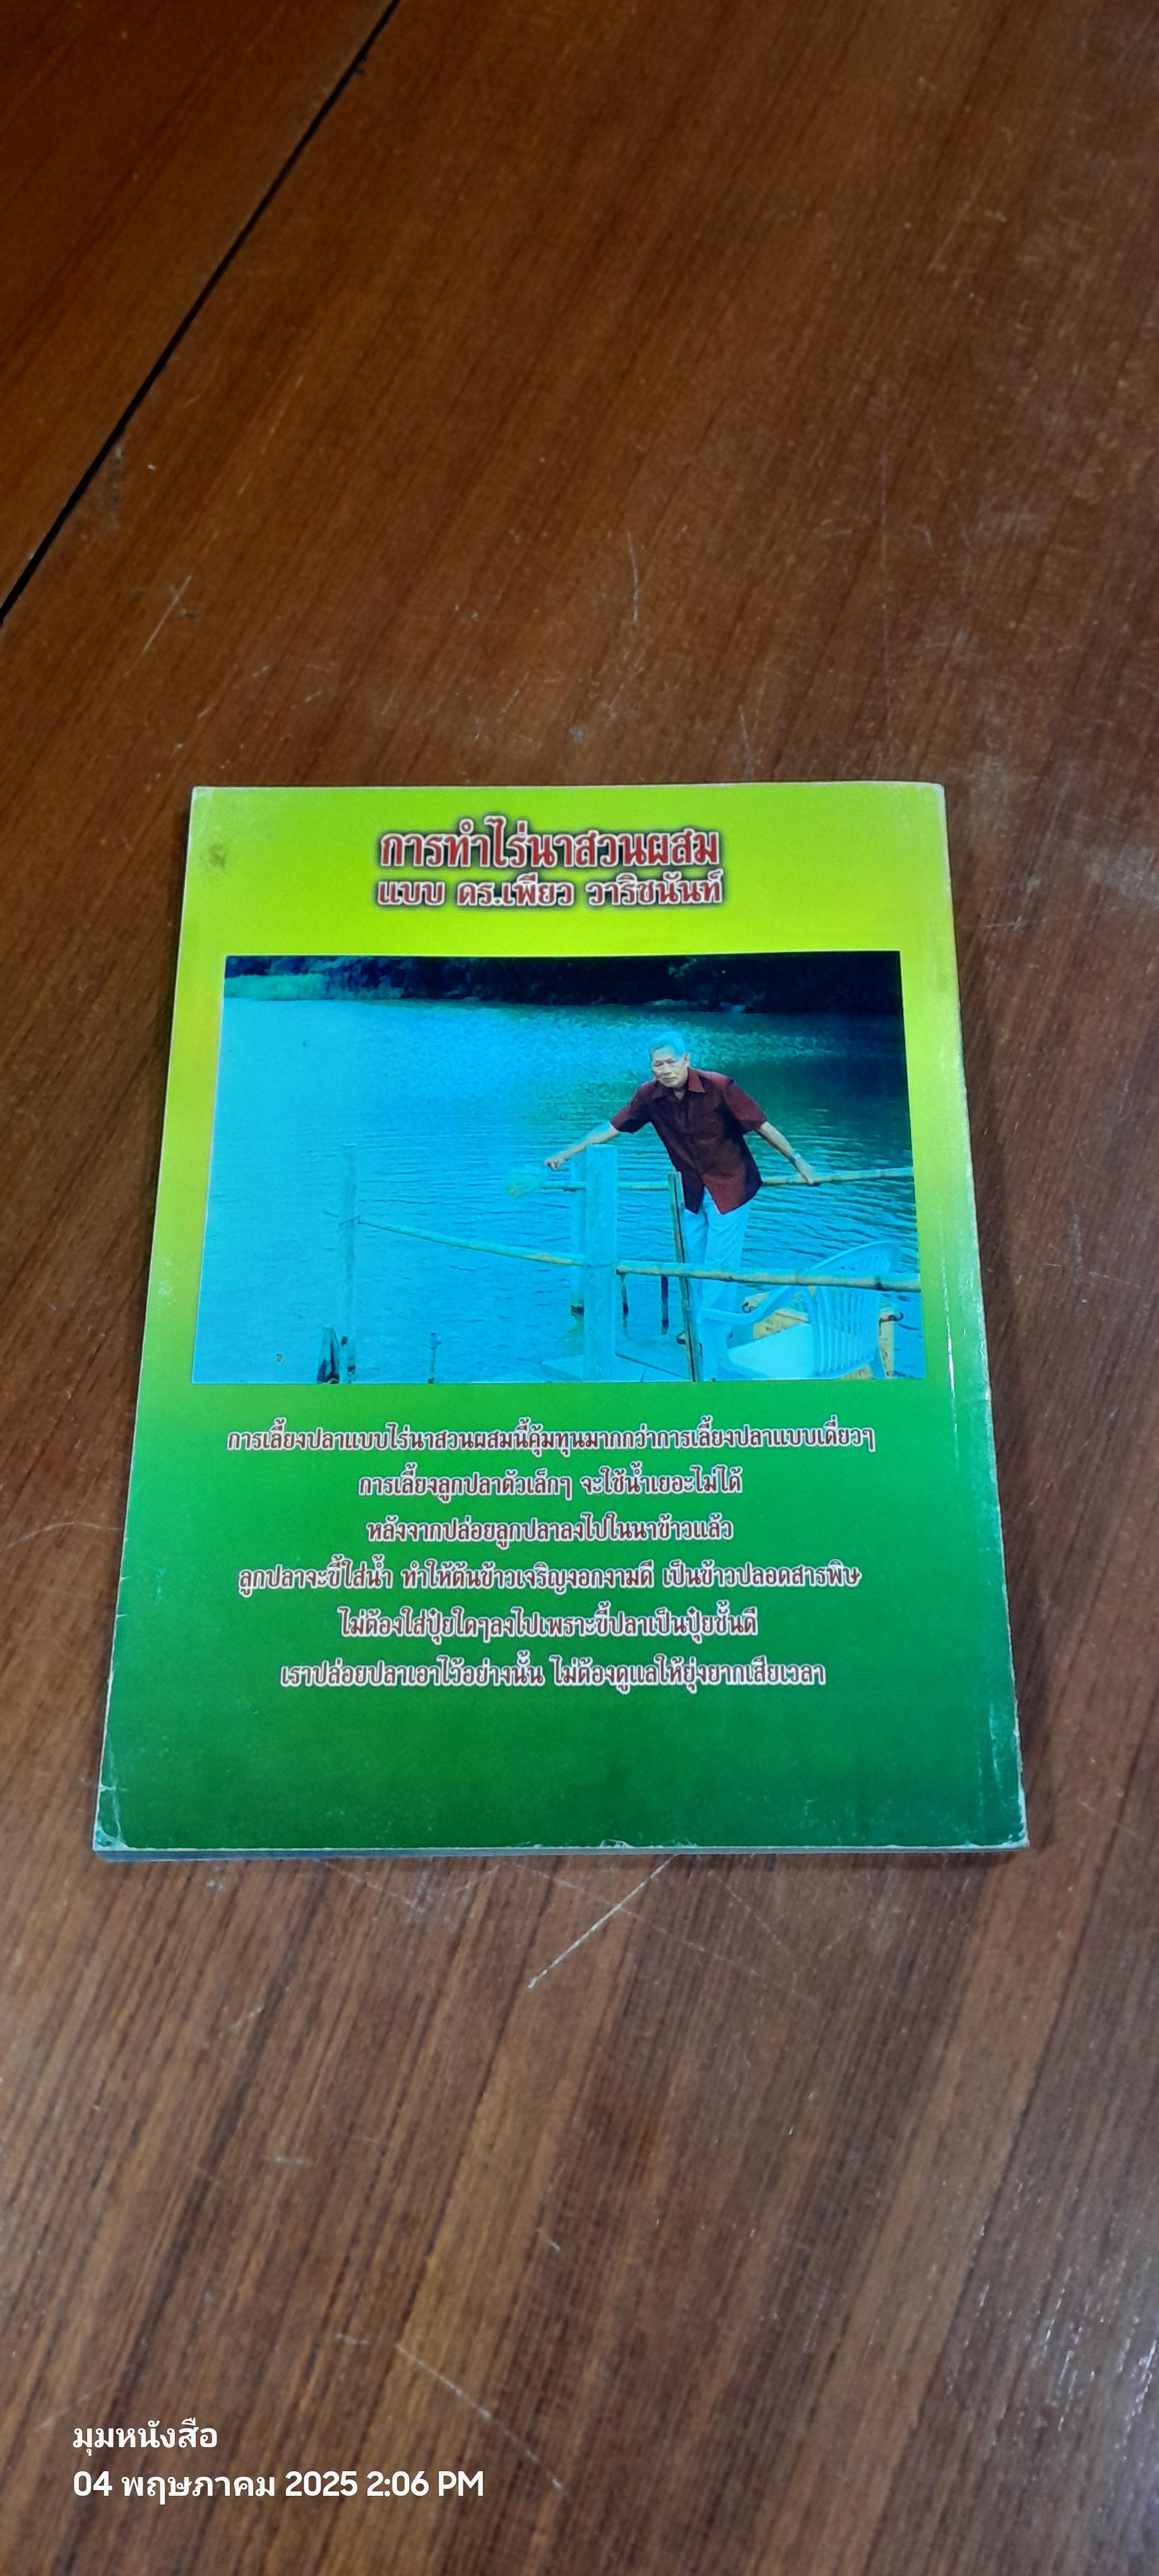 การทำไร่นาสวนผสม
แบบ ดร.เพียว วาริชนันท์
การเลี้ยงปลาแบบไร่นาสวนผสมนี้คุ้มทุนมากกว่าการเลี้ยงปลาแบบเดี่ยวๆ
การเลี้ยงลูกปลาตัวเล็กๆ จะใช้น้ำเยอะไม่ได้
หลังจากปล่อยลูกปลาลงไปในนาข้าวแล้ว
ลูกปลาจะขี้ใส่น้ำ ทำให้ต้นข้าวเจริญงอกงามดี เป็นข้าวปลอดสารพิษ
ไม่ต้องใส่ปุ๋ยใดๆลงไปเพราะขี้ปลาเป็นปุ๋ยชั้นดี
เราปล่อยปลาเอาไว้อย่างนั้น ไม่ต้องดูแลให้ยุ่งยากเสียเวลา
มุมหนังสือ
04 พฤษภาคม 2025 2:06 PM